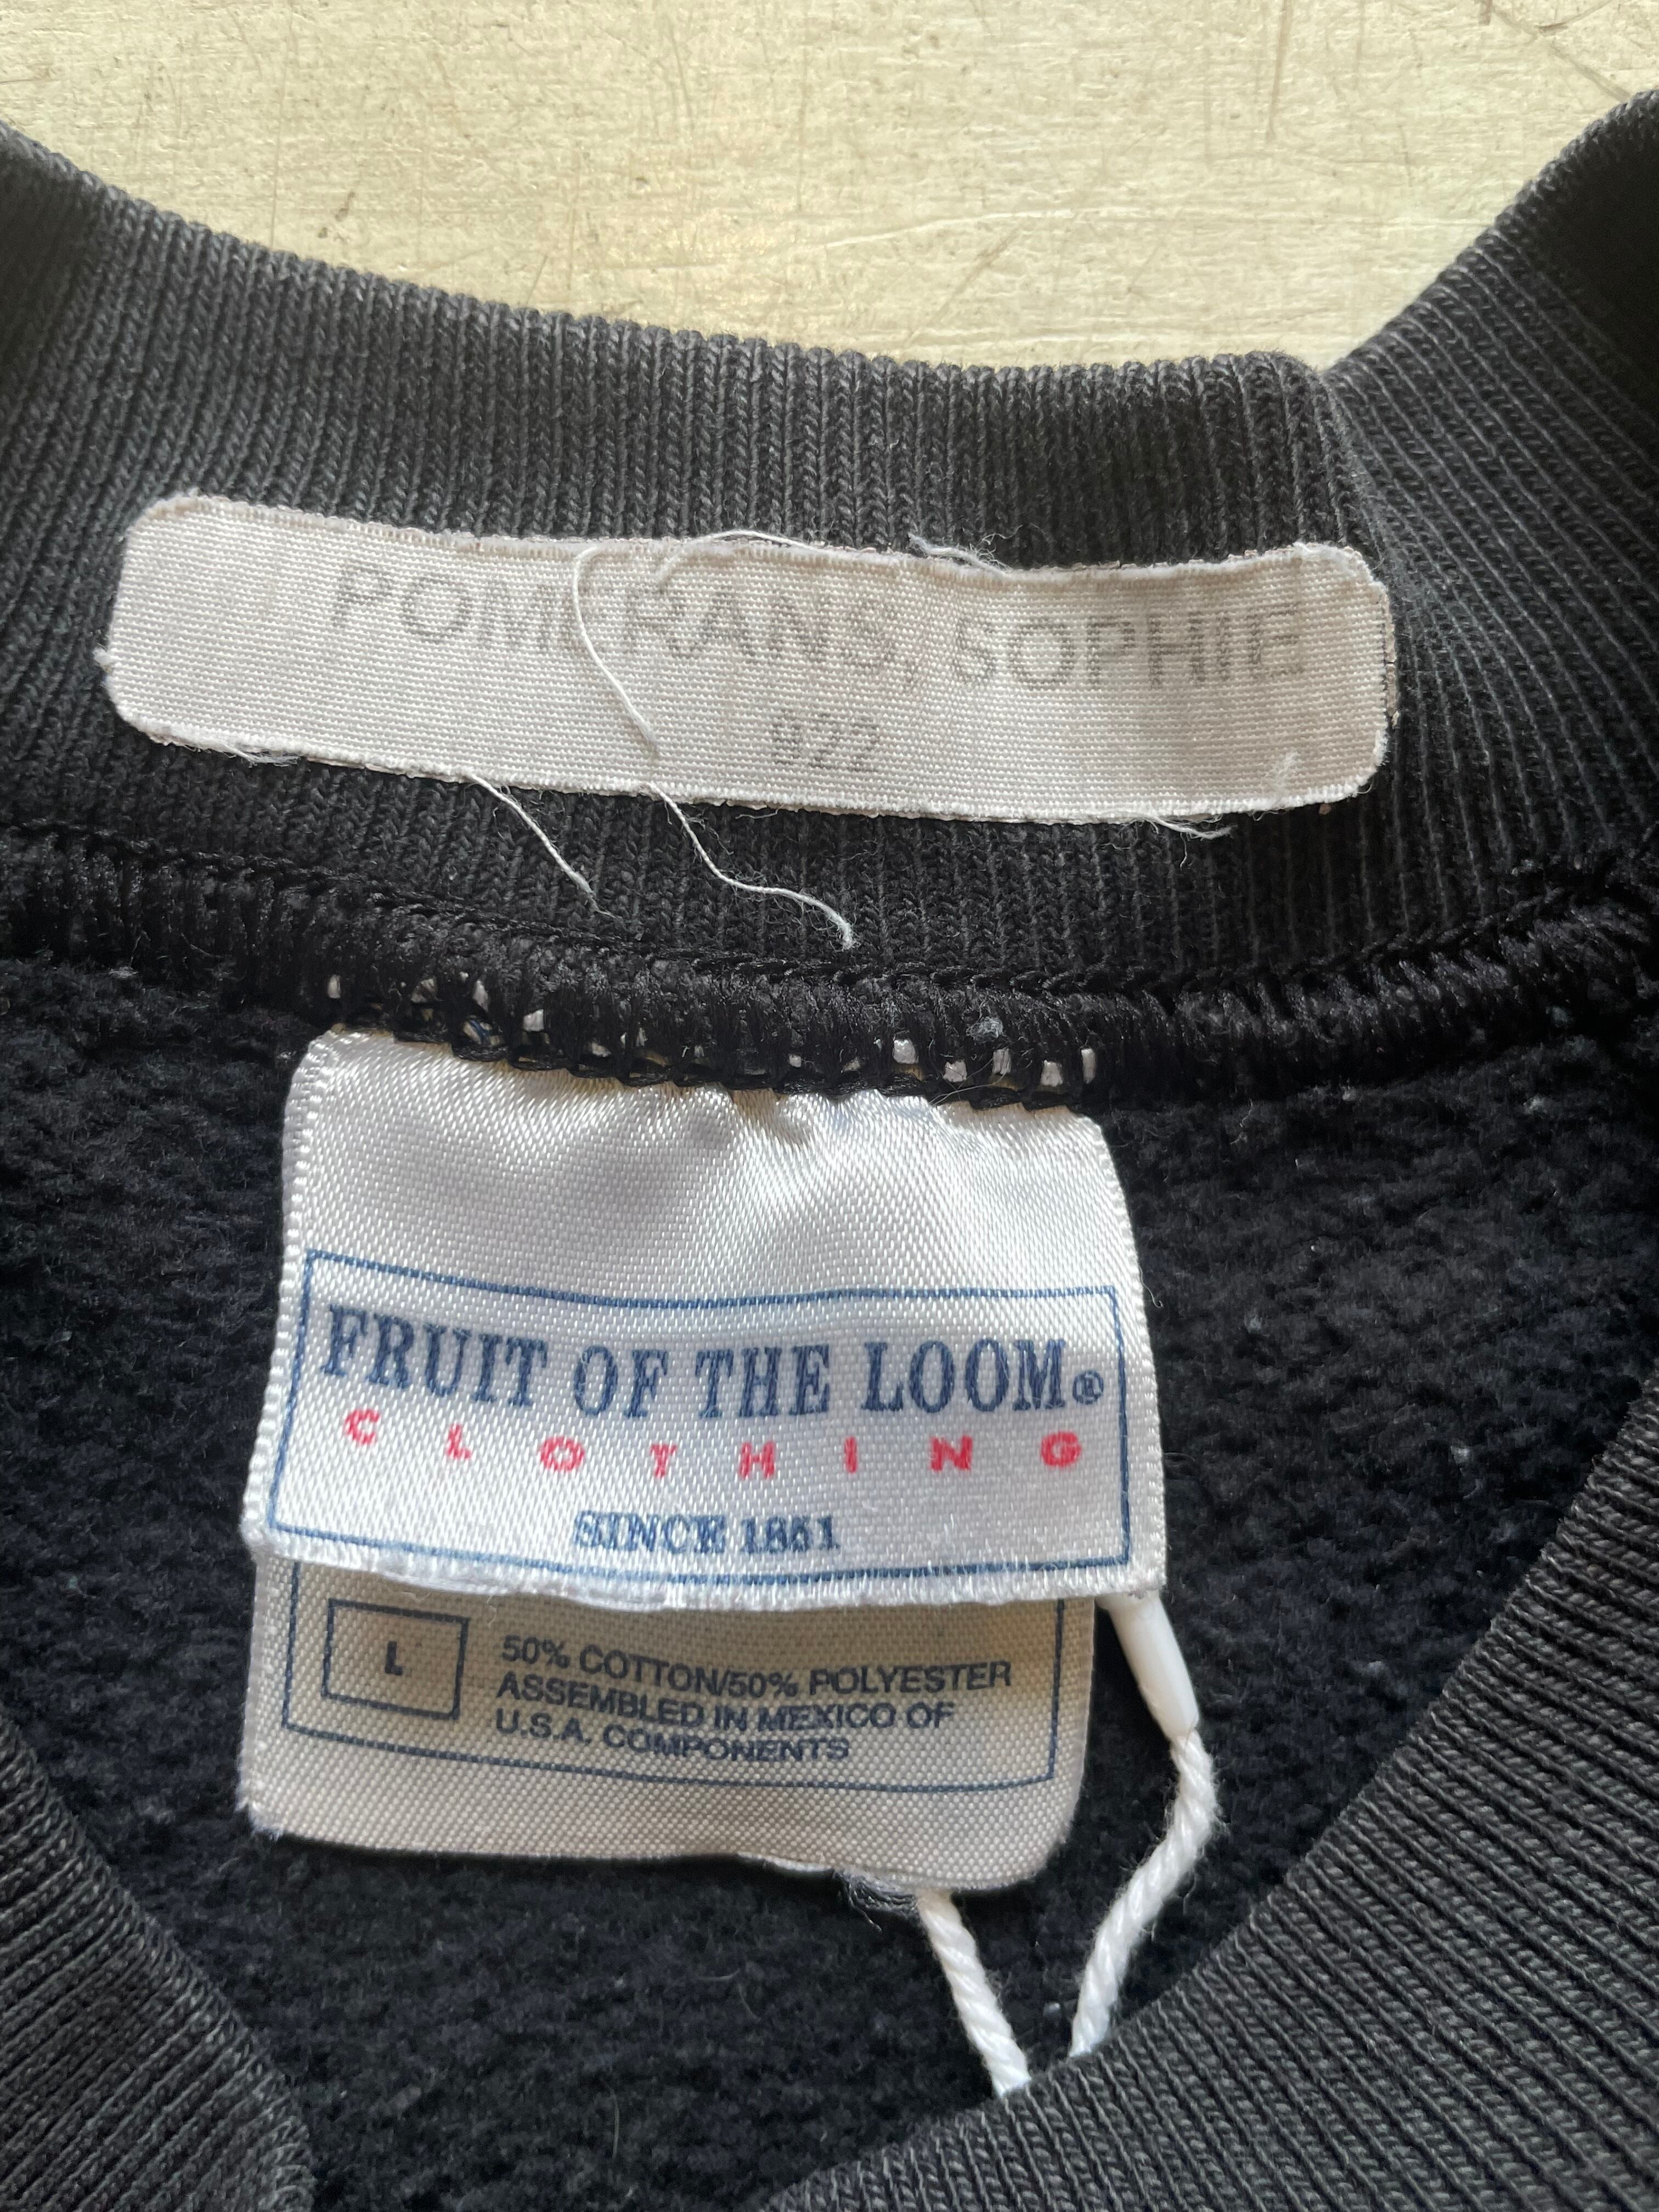 POMERANS, SOPHIE
922
FRUIT OF THE LOOM®
CLOTHING
SINCE 1851
L
50% COTTON/50% POLYESTER
ASSEMBLED IN MEXICO OF
U.S.A. COMPONENTS